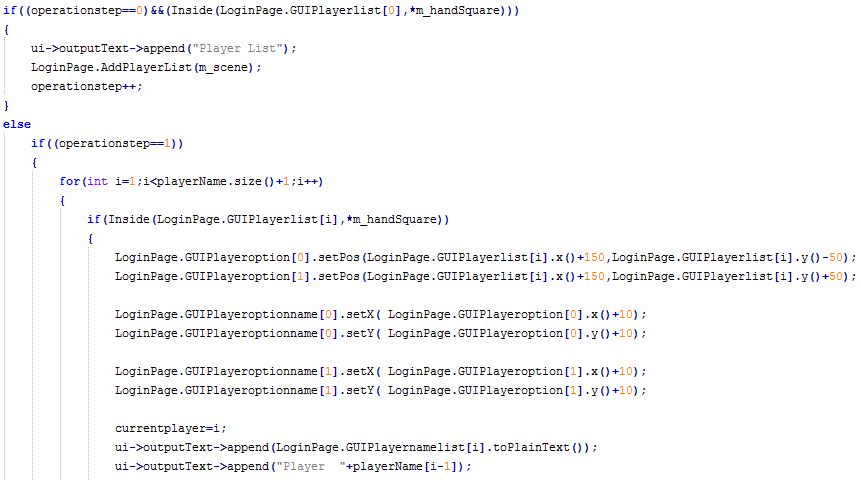 if((operationstep==0)&&(Inside(LoginPage.GUIPlayerlist[0],*m_handSquare)))
{
    ui->outputText->append("Player List");
    LoginPage.AddPlayerList(m_scene);
    operationstep++;
}
else
    if((operationstep==1))
    {
        for(int i=1;i<playerName.size()+1;i++)
        {
            if(Inside(LoginPage.GUIPlayerlist[i],*m_handSquare))
            {
                LoginPage.GUIPlayeroption[0].setPos(LoginPage.GUIPlayerlist[i].x()+150,LoginPage.GUIPlayerlist[i].y()-50);
                LoginPage.GUIPlayeroption[1].setPos(LoginPage.GUIPlayerlist[i].x()+150,LoginPage.GUIPlayerlist[i].y()+50);

                LoginPage.GUIPlayeroptionname[0].setX( LoginPage.GUIPlayeroption[0].x()+10);
                LoginPage.GUIPlayeroptionname[0].setY( LoginPage.GUIPlayeroption[0].y()+10);

                LoginPage.GUIPlayeroptionname[1].setX( LoginPage.GUIPlayeroption[1].x()+10);
                LoginPage.GUIPlayeroptionname[1].setY( LoginPage.GUIPlayeroption[1].y()+10);

                currentplayer=i;
                ui->outputText->append(LoginPage.GUIPlayernamelist[i].toPlainText());
                ui->outputText->append("Player  "+playerName[i-1]);